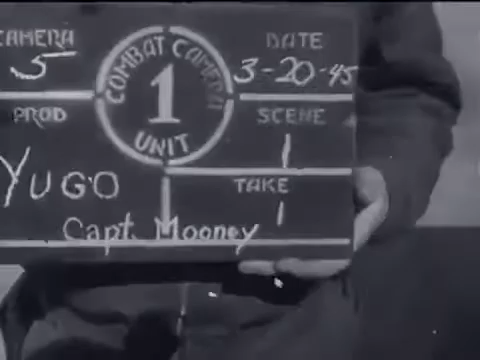 CAMERA
5
COMBAT CAMERA
1
UNIT
DATE
3-20-45
PROD
YUGO
SCENE
1
TAKE
1
Capt. Mooney